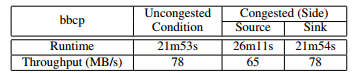 bbcp Uncongested Congested (Side)
Condition Source Sink
Runtime 21m53s 26m11s 21m54s
Throughput (MB/s) 78 65 78